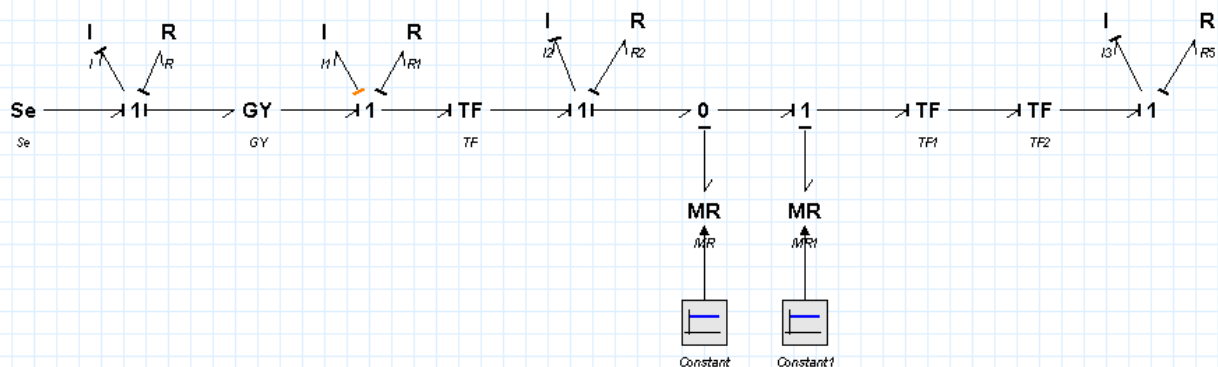 I R I R I R I R
I R I1 R1 I2 R2 I3 R5
Se 1 GY 1 TF 1 0 1 TF TF 1
Se GY TF TF1 TF2
MR MR
MR MR1
Constant Constant1